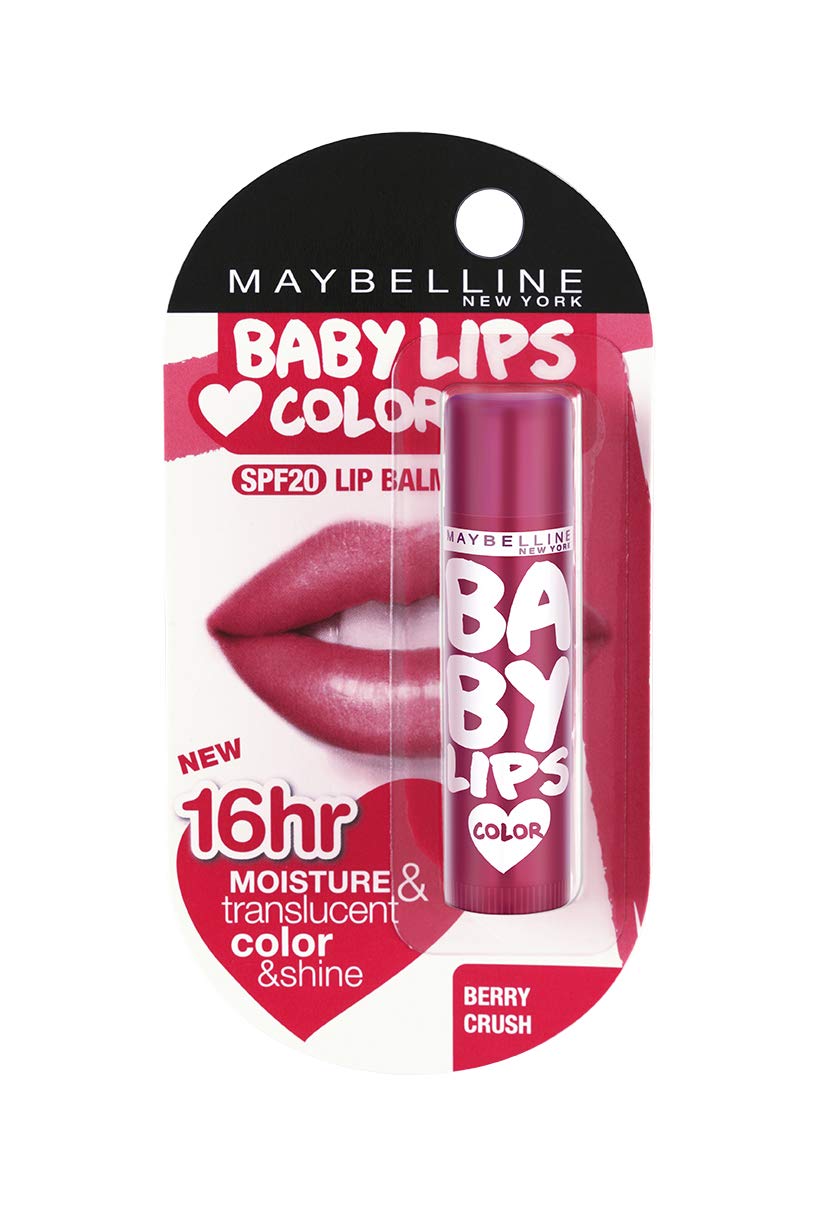 MAYBELLINE
NEW YORK
BABY LIPS
COLOR
SPF20 LIP BALM
MAYBELLINE
NEW YORK
BA
BY
LIPS
COLOR
NEW
16hr
MOISTURE &
translucent
color
&shine
BERRY
CRUSH